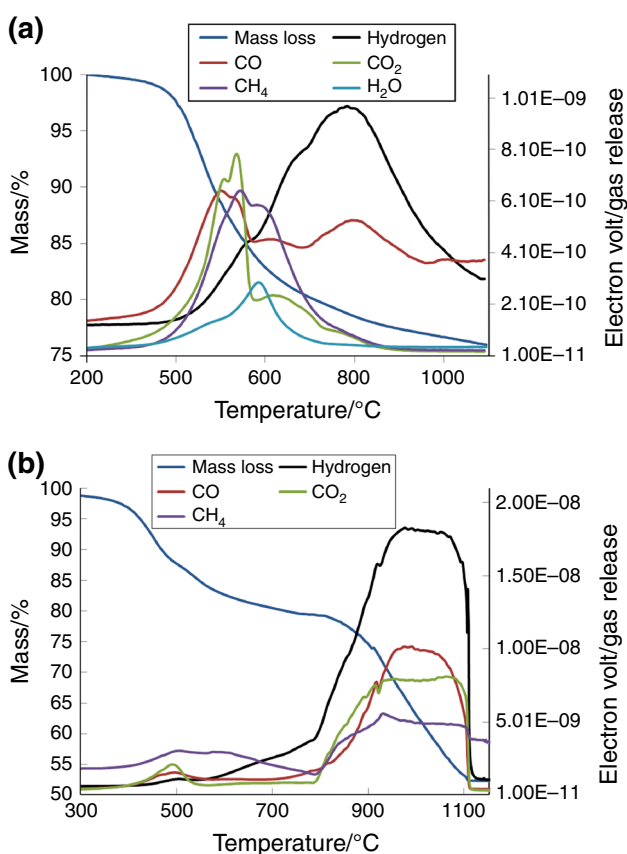 (a)
Mass loss
Hydrogen
CO
CO₂
CH₄
H₂O
100
95
90
85
80
75
Mass/%
1.01E–09
8.10E–10
6.10E–10
4.10E–10
2.10E–10
1.00E–11
Electron volt/gas release
200 500 600 800 1000
Temperature/°C
(b)
Mass loss
Hydrogen
CO
CO₂
CH₄
100
95
90
85
80
75
70
65
60
55
50
Mass/%
2.00E–08
1.50E–08
1.00E–08
5.01E–09
1.00E–11
Electron volt/gas release
300 500 700 900 1100
Temperature/°C